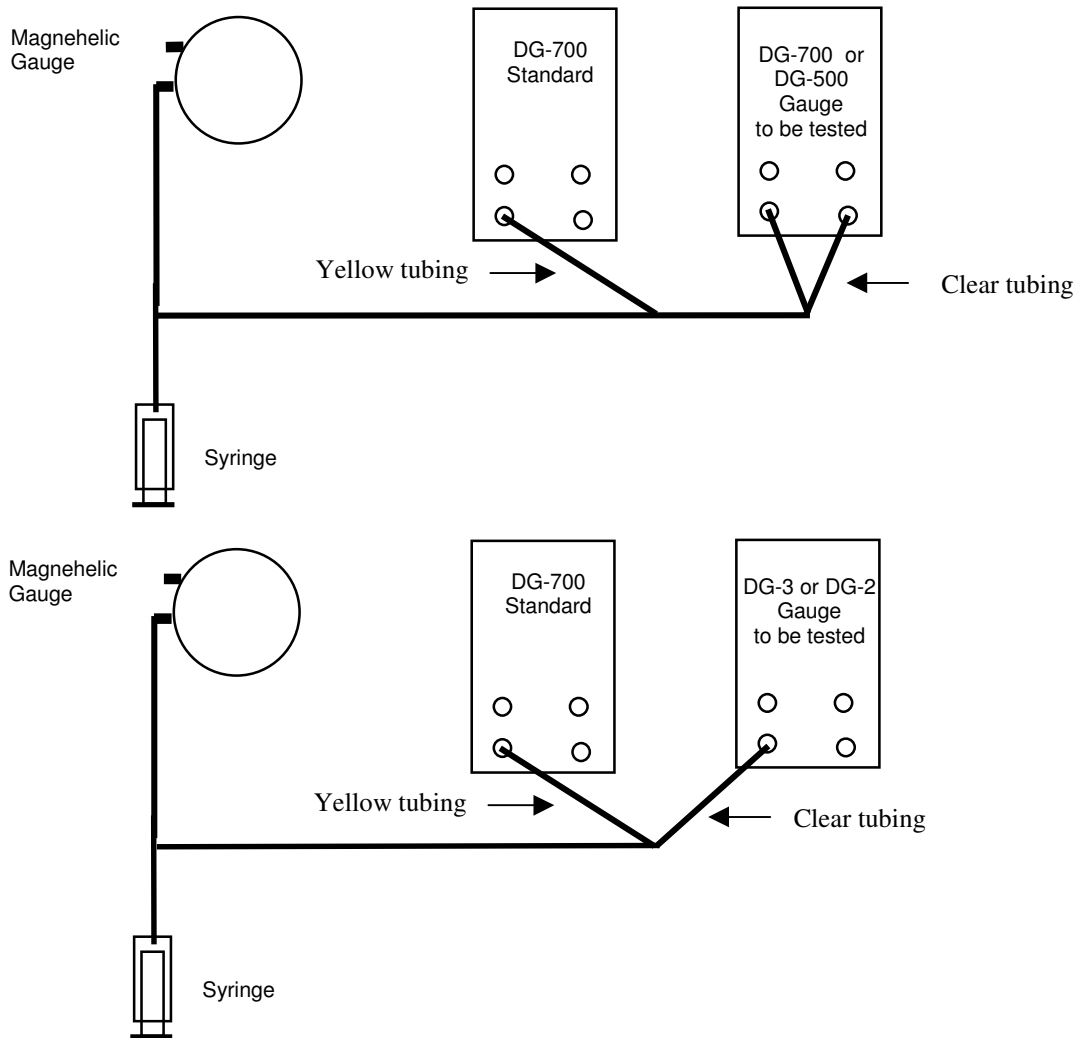 Magnehelic
Gauge
DG-700
Standard
DG-700 or
DG-500
Gauge
to be tested
Yellow tubing
Clear tubing
Syringe
Magnehelic
Gauge
DG-700
Standard
DG-3 or DG-2
Gauge
to be tested
Yellow tubing
Clear tubing
Syringe